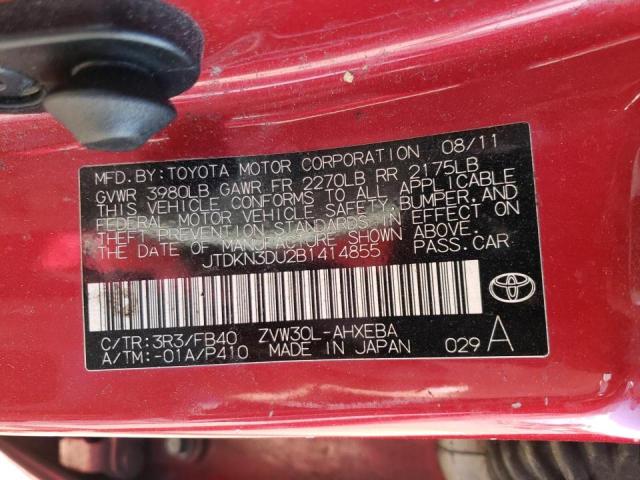 MFD. BY: TOYOTA MOTOR CORPORATION 08/11
GVWR 3980LB GAWR FR 2270LB RR 2175LB
THIS VEHICLE CONFORMS TO ALL APPLICABLE
FEDERAL MOTOR VEHICLE SAFETY, BUMPER, AND
THEFT PREVENTION STANDARDS IN EFFECT ON
THE DATE OF MANUFACTURE SHOWN ABOVE.
JTDKN3DU2B1414855 PASS. CAR
C/TR: 3R3/FB40 ZVW30L-AHXEBA
A/TM: -01A/P410 MADE IN JAPAN 029 A